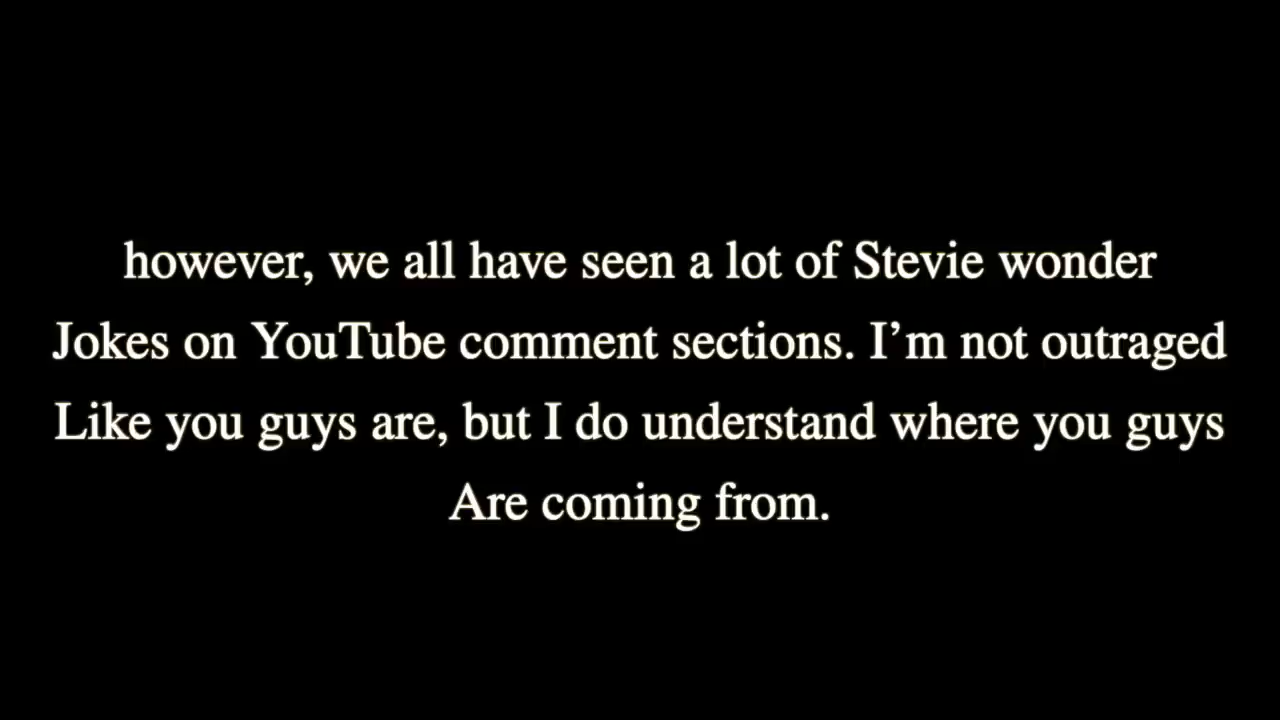 however, we all have seen a lot of Stevie wonder
Jokes on YouTube comment sections. I’m not outraged
Like you guys are, but I do understand where you guys
Are coming from.